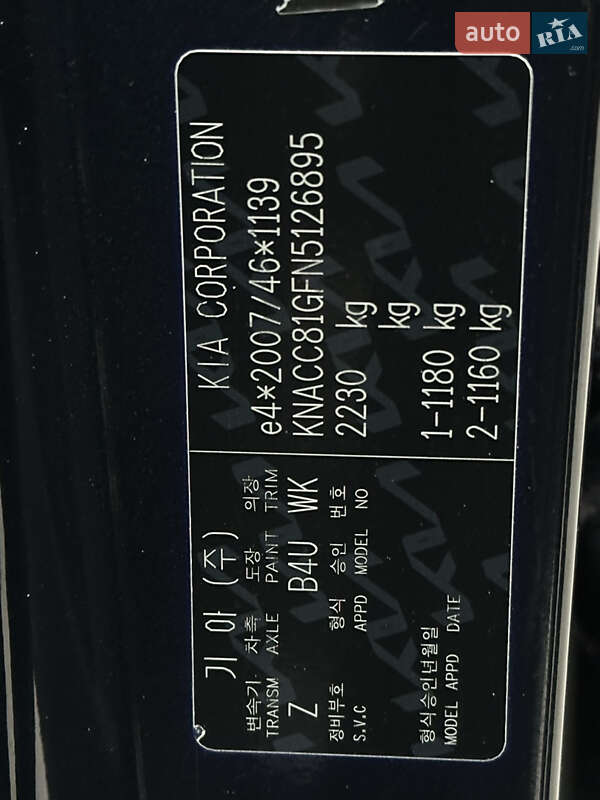 auto RIA .com
기아 (주) KIA CORPORATION
변속기 차축 도장 의장
TRANSM AXLE PAINT TRIM
e4*2007/46*1139
Z B4U WK
KNACC81GFN5126895
정비부호 형식 승인 번호
S.V.C APPD MODEL NO
2230 kg
kg
형식승인년월일
MODEL APPD DATE
1-1180 kg
2-1160 kg